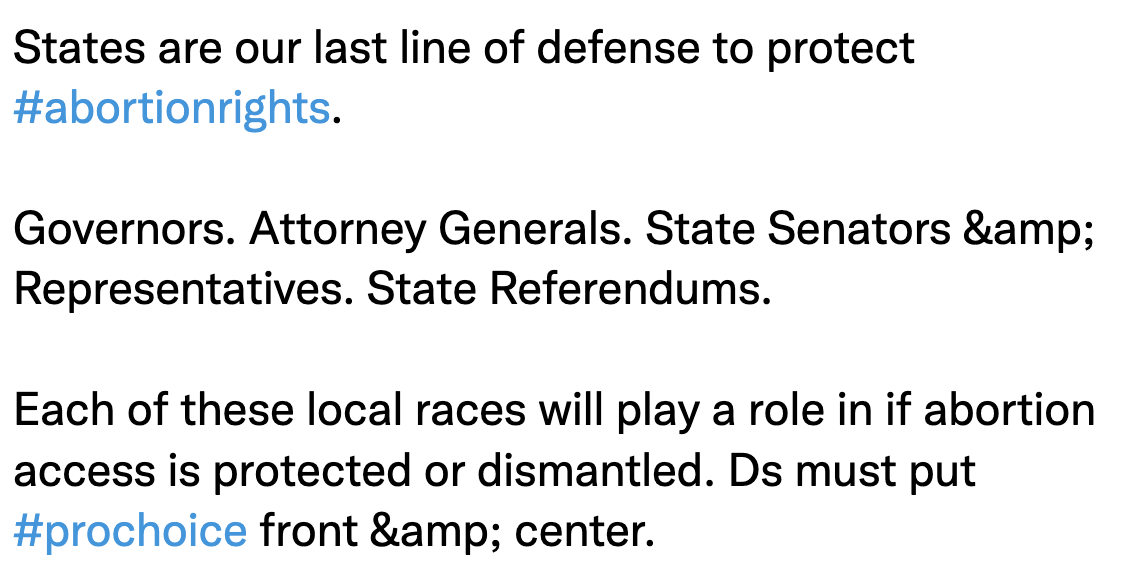 States are our last line of defense to protect
#abortionrights.
Governors. Attorney Generals. State Senators &amp;
Representatives. State Referendums.
Each of these local races will play a role in if abortion
access is protected or dismantled. Ds must put
#prochoice front &amp; center.